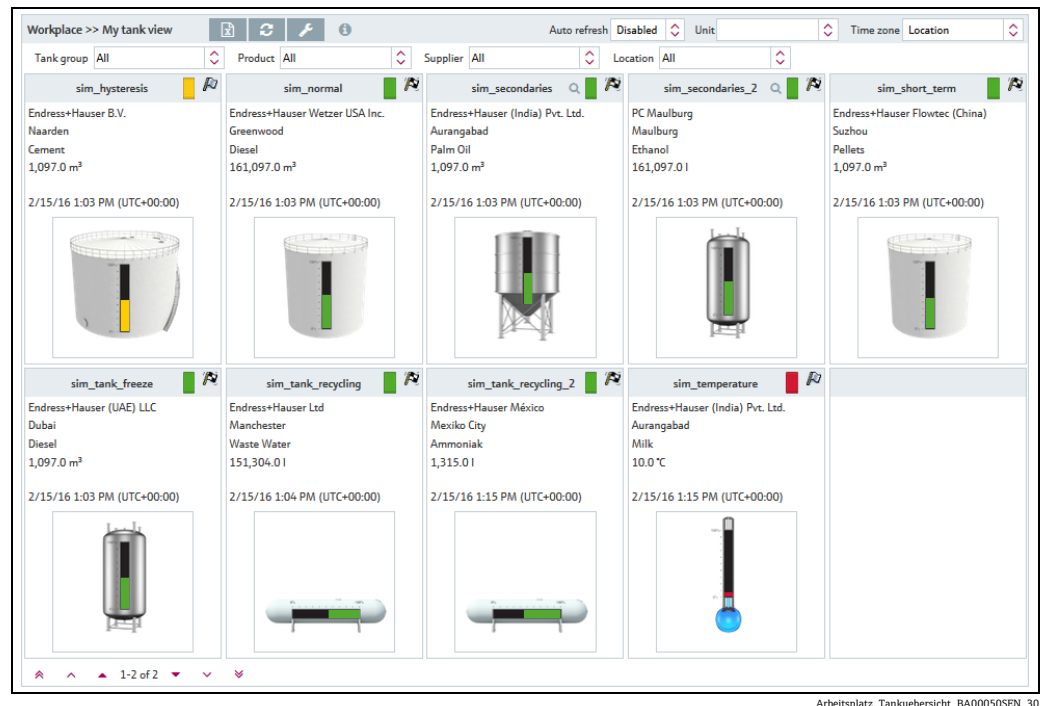 Workplace >> My tank view Auto refresh Disabled Unit Time zone Location
Tank group All Product All Supplier All Location All
sim_hysteresis
Endress+Hauser B.V.
Naarden
Cement
1,097.0 m³
2/15/16 1:03 PM (UTC+00:00)
sim_normal
Endress+Hauser Wetzer USA Inc.
Greenwood
Diesel
161,097.0 m³
2/15/16 1:03 PM (UTC+00:00)
sim_secondaries
Endress+Hauser (India) Pvt. Ltd.
Aurangabad
Palm Oil
1,097.0 m³
2/15/16 1:03 PM (UTC+00:00)
sim_secondaries_2
PC Maulburg
Maulburg
Ethanol
161,097.0 l
2/15/16 1:03 PM (UTC+00:00)
sim_short_term
Endress+Hauser Flowtec (China)
Suzhou
Pellets
1,097.0 m³
2/15/16 1:03 PM (UTC+00:00)
sim_tank_freeze
Endress+Hauser (UAE) LLC
Dubai
Diesel
1,097.0 m³
2/15/16 1:03 PM (UTC+00:00)
sim_tank_recycling
Endress+Hauser Ltd
Manchester
Waste Water
151,304.0 l
2/15/16 1:04 PM (UTC+00:00)
sim_tank_recycling_2
Endress+Hauser México
Mexiko City
Ammoniak
1,315.0 l
2/15/16 1:15 PM (UTC+00:00)
sim_temperature
Endress+Hauser (India) Pvt. Ltd.
Aurangabad
Milk
10.0 °C
2/15/16 1:15 PM (UTC+00:00)
1-2 of 2
Arbeitsplatz_Tankuebersicht_BA00050SEN_30